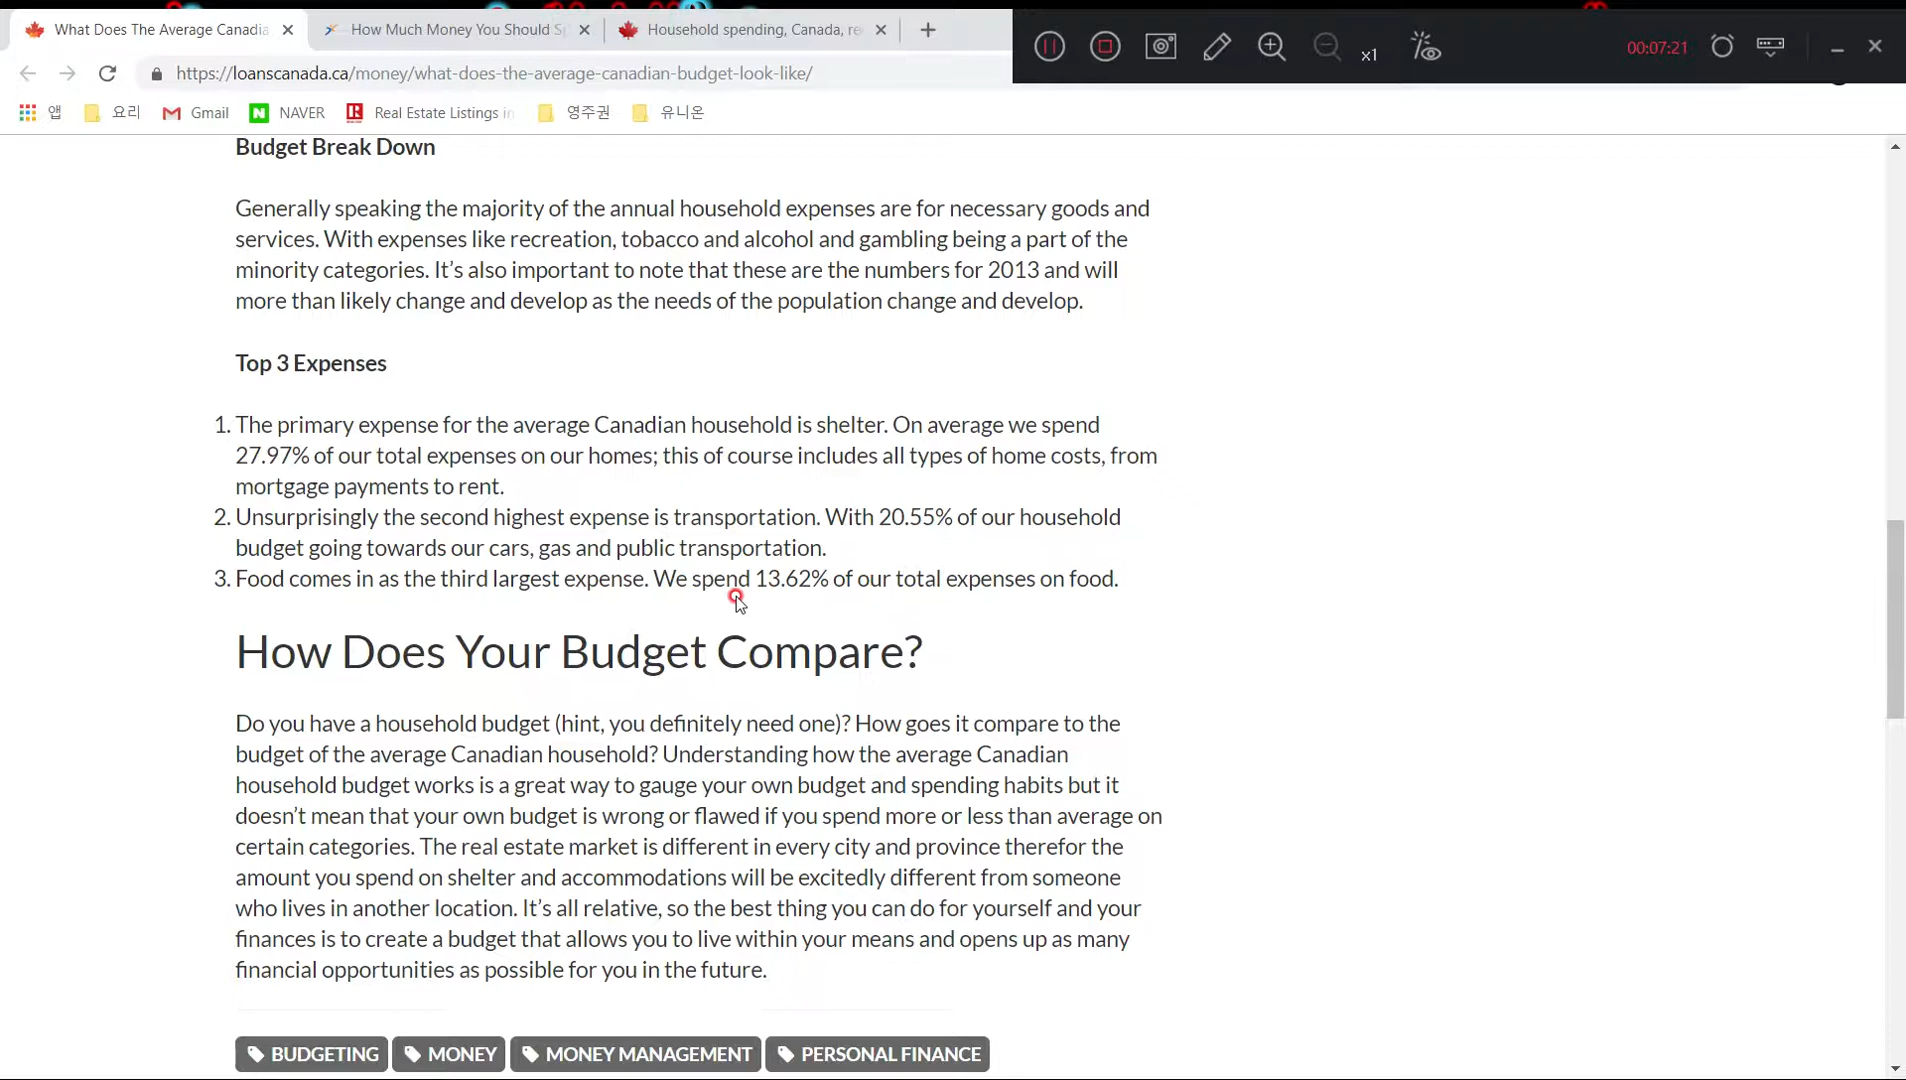 What Does The Average Canadia
How Much Money You Should Sp
Household spending, Canada, re
x1
00:07:21
https://loanscanada.ca/money/what-does-the-average-canadian-budget-look-like/
앱
요리
Gmail
NAVER
Real Estate Listings in
영주권
유니온
Budget Break Down
Generally speaking the majority of the annual household expenses are for necessary goods and
services. With expenses like recreation, tobacco and alcohol and gambling being a part of the
minority categories. It’s also important to note that these are the numbers for 2013 and will
more than likely change and develop as the needs of the population change and develop.
Top 3 Expenses
1. The primary expense for the average Canadian household is shelter. On average we spend
27.97% of our total expenses on our homes; this of course includes all types of home costs, from
mortgage payments to rent.
2. Unsurprisingly the second highest expense is transportation. With 20.55% of our household
budget going towards our cars, gas and public transportation.
3. Food comes in as the third largest expense. We spend 13.62% of our total expenses on food.
How Does Your Budget Compare?
Do you have a household budget (hint, you definitely need one)? How goes it compare to the
budget of the average Canadian household? Understanding how the average Canadian
household budget works is a great way to gauge your own budget and spending habits but it
doesn’t mean that your own budget is wrong or flawed if you spend more or less than average on
certain categories. The real estate market is different in every city and province therefor the
amount you spend on shelter and accommodations will be excitedly different from someone
who lives in another location. It’s all relative, so the best thing you can do for yourself and your
finances is to create a budget that allows you to live within your means and opens up as many
financial opportunities as possible for you in the future.
BUDGETING
MONEY
MONEY MANAGEMENT
PERSONAL FINANCE